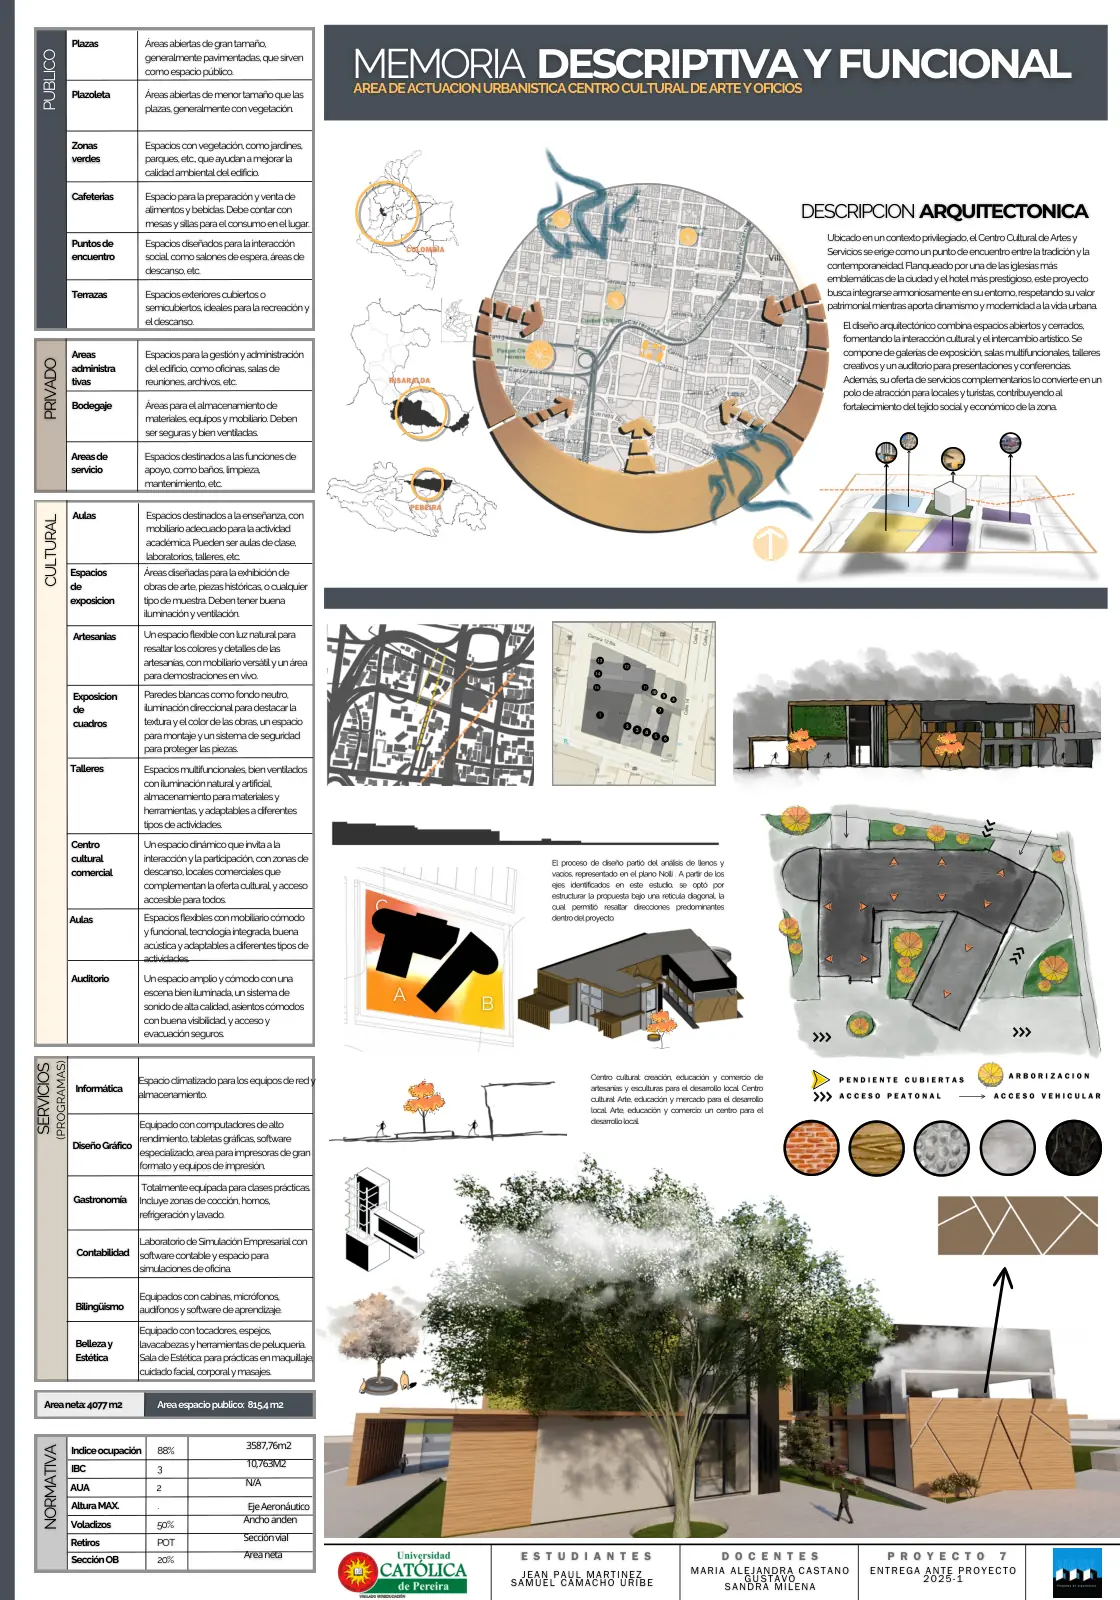 MEMORIA DESCRIPTIVA Y FUNCIONAL
AREA DE ACTUACION URBANISTICA CENTRO CULTURAL DE ARTE Y OFICIOS
PUBLICO
Plazas
Áreas abiertas de gran tamaño,
generalmente pavimentadas, que sirven
como espacio público.
Plazoleta
Áreas abiertas de menor tamaño que las
plazas, generalmente con vegetación.
Zonas
verdes
Espacios con vegetación, como jardines,
parques, etc., que ayudan a mejorar la
calidad ambiental del edificio.
Cafeterias
Espacio para la preparación y venta de
alimentos y bebidas. Debe contar con
mesas y sillas para el consumo en el lugar.
Puntos de
encuentro
Espacios diseñados para la interacción
social, como salones de espera, áreas de
descanso, etc.
Terrazas
Espacios exteriores cubiertos o
semicubiertos, ideales para la recreación y
el descanso.
PRIVADO
Areas
administra
tivas
Espacios para la gestión y administración
del edificio, como oficinas, salas de
reuniones, archivos, etc.
Bodegaje
Áreas para el almacenamiento de
materiales, equipos y mobiliario. Deben
ser seguras y bien ventiladas.
Areas de
servicio
Espacios destinados a las funciones de
apoyo, como baños, limpieza,
mantenimiento, etc.
CULTURAL
Aulas
Espacios destinados a la enseñanza, con
mobiliario adecuado para la actividad
académica. Pueden ser aulas de clase,
laboratorios, talleres, etc.
Espacios
de
exposicion
Áreas diseñadas para la exhibición de
obras de arte, piezas históricas, o cualquier
tipo de muestra. Deben tener buena
iluminación y ventilación.
Artesanias
Un espacio flexible con luz natural para
resaltar los colores y detalles de las
artesanías, con mobiliario versátil y un área
para demostraciones en vivo.
Exposicion
de
cuadros
Paredes blancas como fondo neutro,
iluminación direccional para destacar la
textura y el color de las obras, un espacio
para montaje y un sistema de seguridad
para proteger las piezas.
Talleres
Espacios multifuncionales, bien ventilados
con iluminación natural y artificial,
almacenamiento para materiales y
herramientas, y adaptables a diferentes
tipos de actividades.
Centro
cultural
comercial
Un espacio dinámico que invita a la
interacción y la participación, con zonas de
descanso, locales comerciales que
complementan la oferta cultural, y acceso
accesible para todos.
Aulas
Espacios flexibles con mobiliario cómodo
y funcional, tecnología integrada, buena
acústica y adaptables a diferentes tipos de
actividades.
Auditorio
Un espacio amplio y cómodo con una
escena bien iluminada, un sistema de
sonido de alta calidad, asientos cómodos
con buena visibilidad, y acceso y
evacuación seguros.
SERVICIOS
(PROGRAMAS)
Informática
Espacio climatizado para los equipos de red y
almacenamiento.
Diseño Gráfico
Equipado con computadores de alto
rendimiento, tabletas gráficas, software
especializado, area para impresoras de gran
formato y equipos de impresión.
Gastronomía
Totalmente equipada para clases prácticas.
Incluye zonas de cocción, hornos,
refrigeración y lavado.
Contabilidad
Laboratorio de Simulación Empresarial con
software contable y espacio para
simulaciones de oficina.
Bilingüismo
Equipados con cabinas, micrófonos,
audífonos y software de aprendizaje.
Belleza y
Estética
Equipado con tocadores, espejos,
lavacabezas y herramientas de peluquería.
Sala de Estética: para prácticas en maquillaje,
cuidado facial, corporal y masajes.
Area neta: 4077 m2
Area espacio publico: 815,4 m2
NORMATIVA
Indice ocupación 88% 3587,76m2
IBC 3 10,763M2
AUA 2 N/A
Altura MAX. . Eje Aeronáutico
Voladizos 50% Ancho anden
Retiros POT Sección vial
Sección OB 20% Area neta
COLOMBIA
RISARALDA
PEREIRA
DESCRIPCION ARQUITECTONICA
Ubicado en un contexto privilegiado, el Centro Cultural de Artes y
Servicios se erige como un punto de encuentro entre la tradición y la
contemporaneidad. Flanqueado por una de las iglesias más
emblemáticas de la ciudad y el hotel más prestigioso, este proyecto
busca integrarse armoniosamente en su entorno, respetando su valor
patrimonial mientras aporta dinamismo y modernidad a la vida urbana.
El diseño arquitectónico combina espacios abiertos y cerrados,
fomentando la interacción cultural y el intercambio artístico. Se
compone de galerías de exposición, salas multifuncionales, talleres
creativos y un auditorio para presentaciones y conferencias.
Además, su oferta de servicios complementarios lo convierte en un
polo de atracción para locales y turistas, contribuyendo al
fortalecimiento del tejido social y económico de la zona.
El proceso de diseño partió del análisis de llenos y
vacíos, representado en el plano Nolli . A partir de los
ejes identificados en este estudio, se optó por
estructurar la propuesta bajo una retícula diagonal, la
cual permitió resaltar direcciones predominantes
dentro del proyecto
C
A
B
Centro cultural: creación, educación y comercio de
artesanías y esculturas para el desarrollo local. Centro
cultural: Arte, educación y mercado para el desarrollo
local. Arte, educación y comercio: un centro para el
desarrollo local.
PENDIENTE CUBIERTAS
ARBORIZACION
ACCESO PEATONAL
ACCESO VEHICULAR
Universidad
CATÓLICA
de Pereira
ESTUDIANTES
JEAN PAUL MARTINEZ
SAMUEL CAMACHO URIBE
DOCENTES
MARIA ALEJANDRA CASTANO
GUSTAVO
SANDRA MILENA
PROYECTO 7
ENTREGA ANTE PROYECTO
2025-1